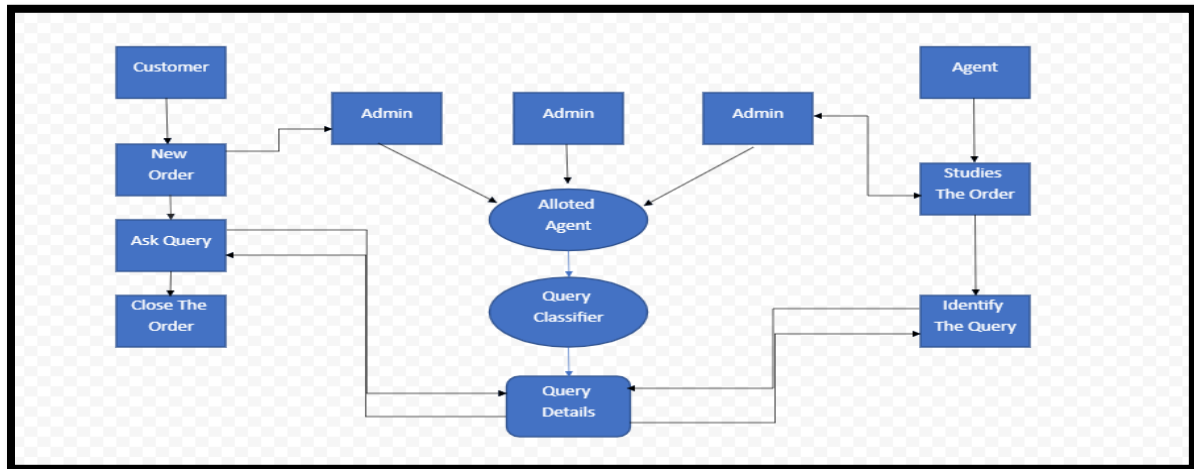 Customer
Agent
Admin
Admin
Admin
New
Order
Studies
The Order
Alloted
Agent
Ask Query
Query
Classifier
Close The
Order
Identify
The Query
Query
Details